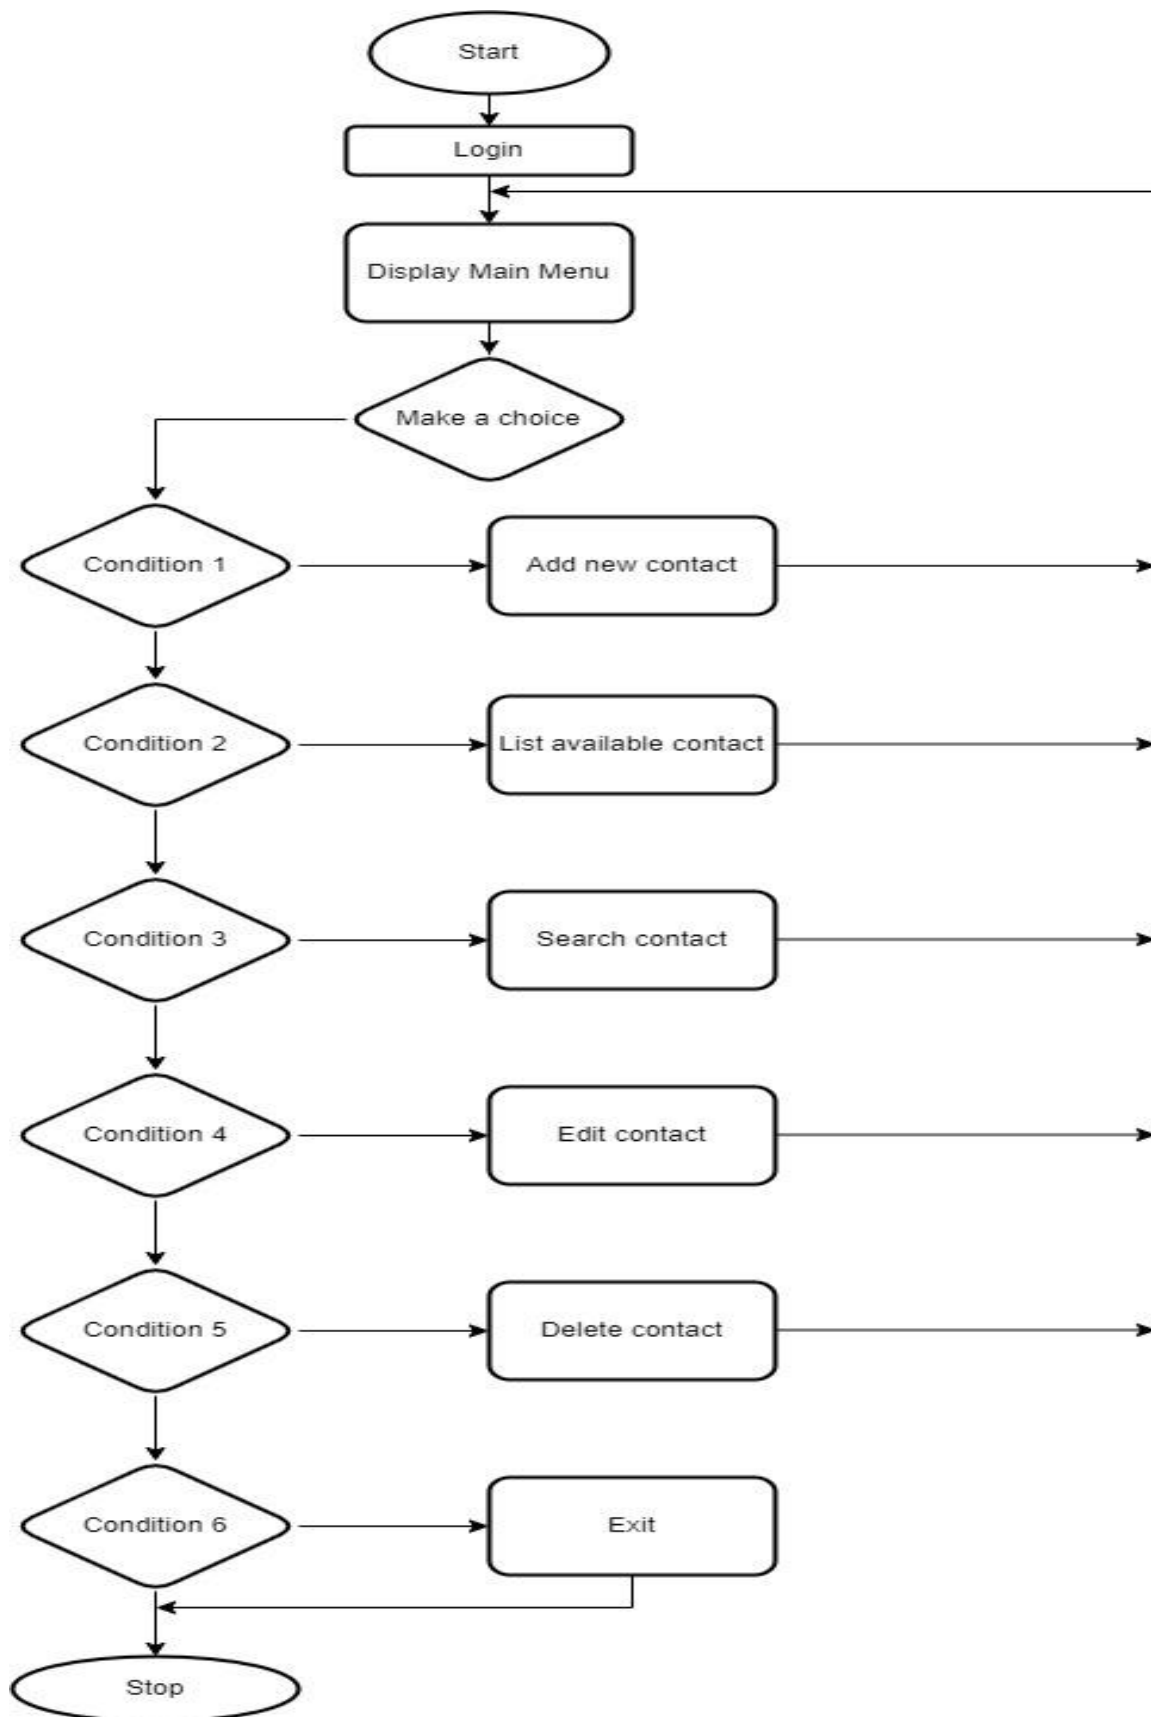 Start
Login
Display Main Menu
Make a choice
Condition 1
Add new contact
Condition 2
List available contact
Condition 3
Search contact
Condition 4
Edit contact
Condition 5
Delete contact
Condition 6
Exit
Stop